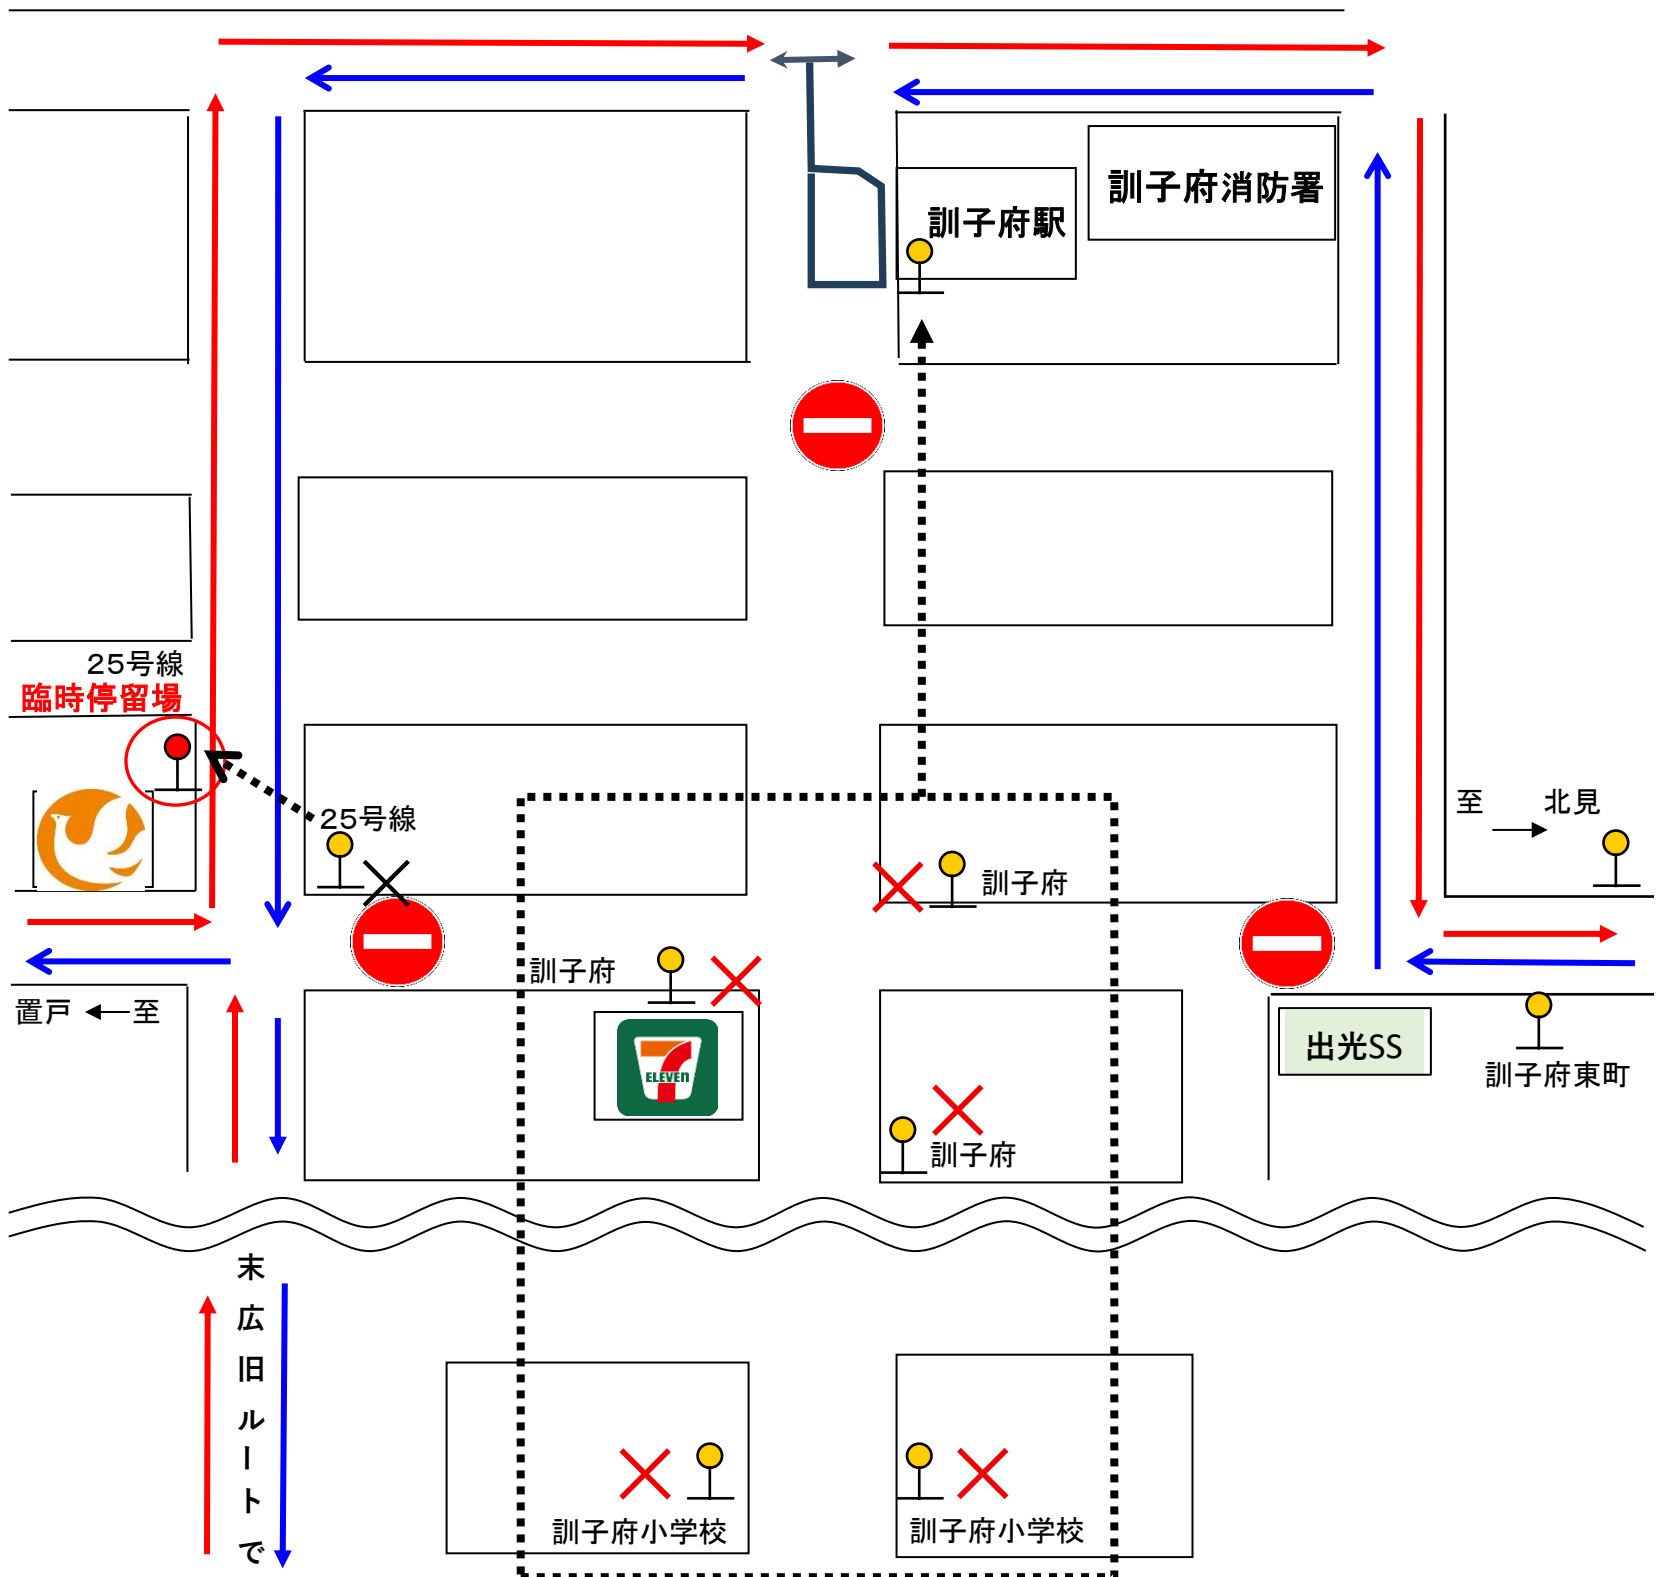 訓子府消防署
訓子府駅
25号線
臨時停留場
25号線
至 北見
訓子府
訓子府
置戸 至
ELEVEn
出光SS
訓子府東町
訓子府
末広旧ルートで
訓子府小学校
訓子府小学校